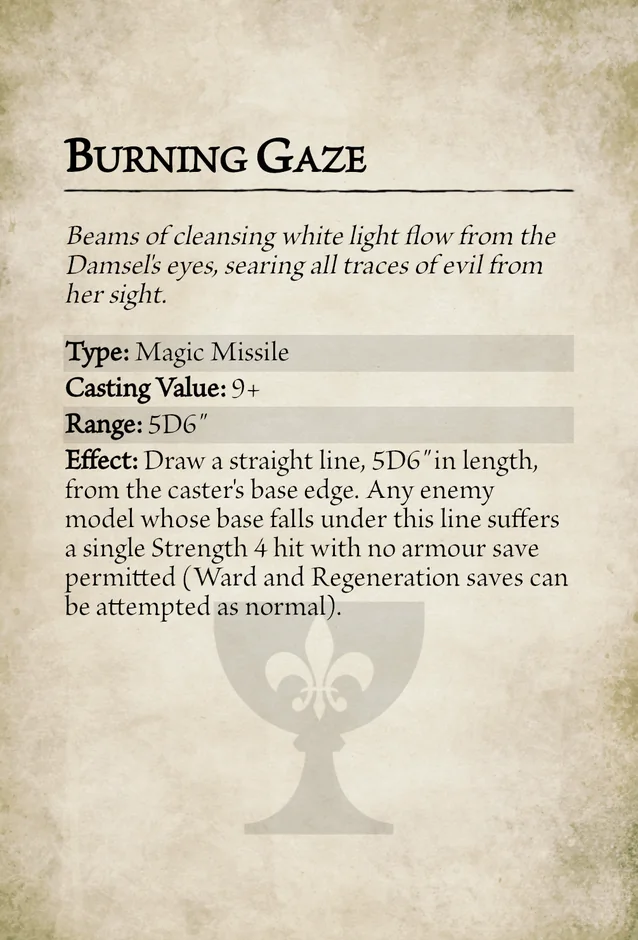 Burning Gaze
Beams of cleansing white light flow from the
Damsel's eyes, searing all traces of evil from
her sight.
Type: Magic Missile
Casting Value: 9+
Range: 5D6"
Effect: Draw a straight line, 5D6" in length,
from the caster's base edge. Any enemy
model whose base falls under this line suffers
a single Strength 4 hit with no armour save
permitted (Ward and Regeneration saves can
be attempted as normal).